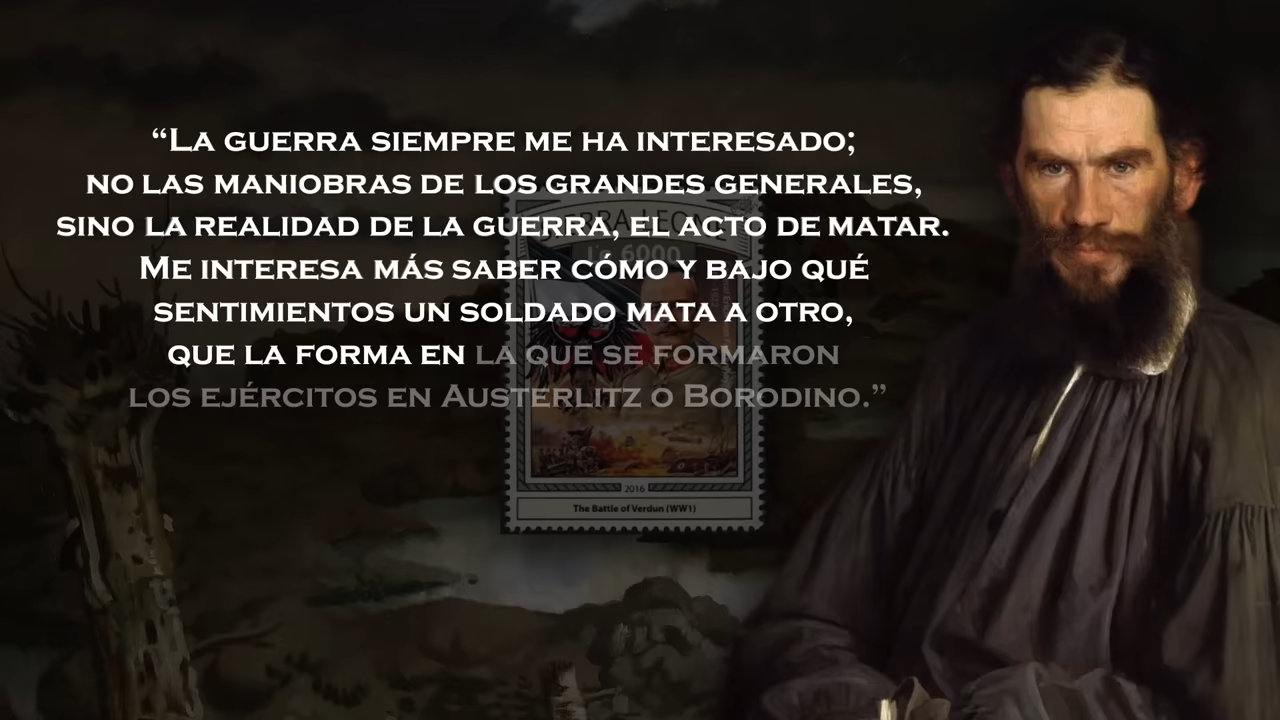 “La guerra siempre me ha interesado;
no las maniobras de los grandes generales,
sino la realidad de la guerra, el acto de matar.
Me interesa más saber cómo y bajo qué
sentimientos un soldado mata a otro,
que la forma en la que se formaron
los ejércitos en Austerlitz o Borodino.”
6000
2016
The Battle of Verdun (WW1)